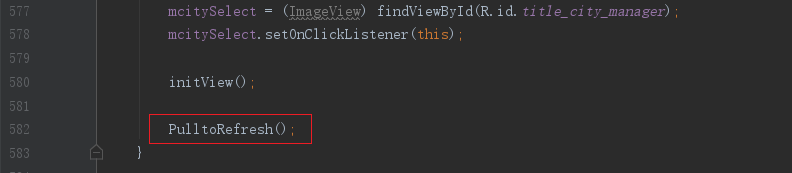 577 mcitySelect = (ImageView) findViewById(R.id.title_city_manager);
578 mcitySelect.setOnClickListener(this);
579
580 initView();
581
582 PulltoRefresh();
583 }